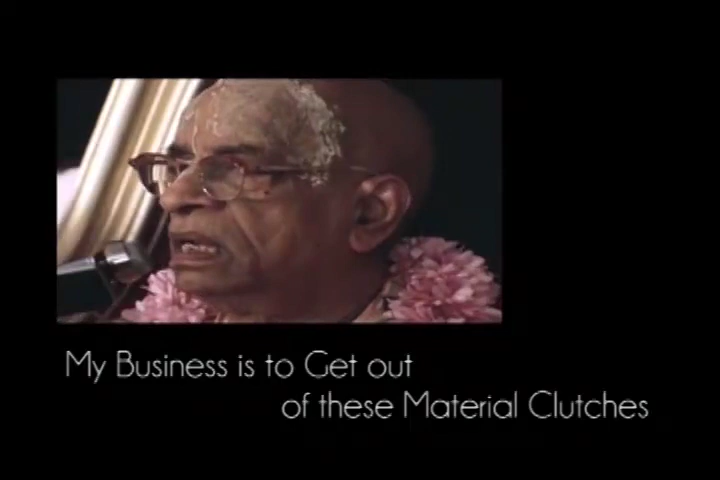 My Business is to Get out
of these Material Clutches